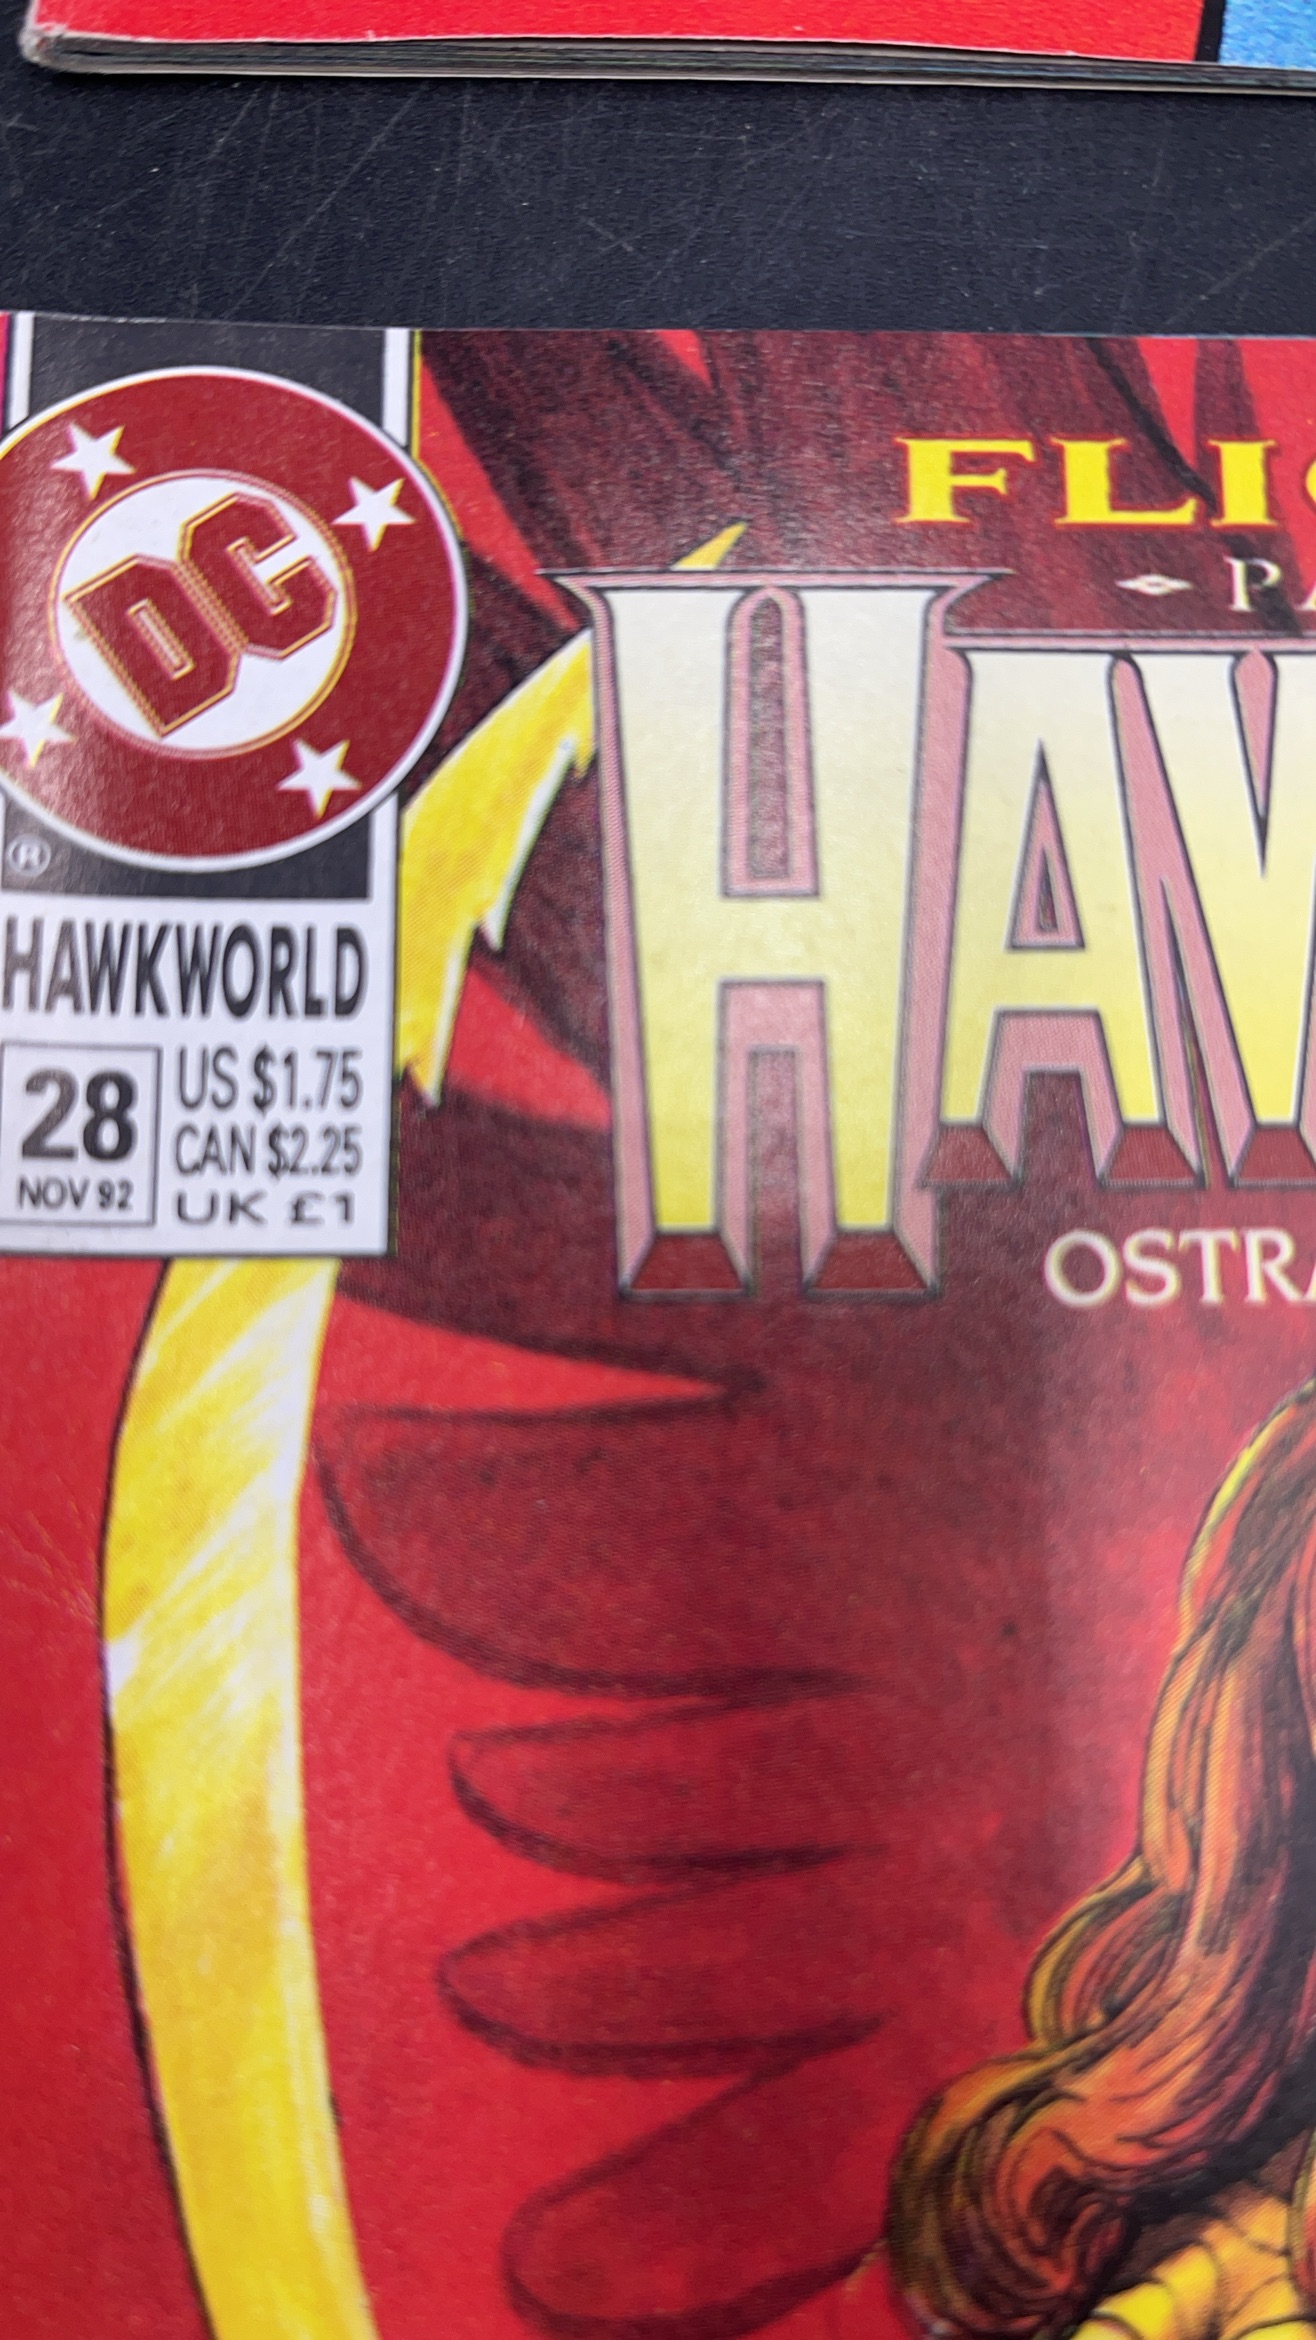 DC
®
HAWKWORLD
28
NOV 92
US $1.75
CAN $2.25
UK £1
FLI
PA
HAW
OSTRA